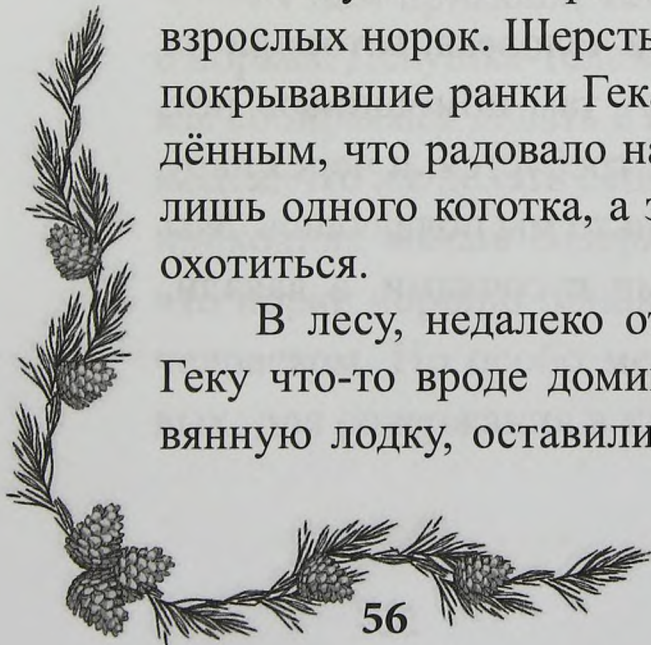 взрослых норок. Шерсть
покрывавшие ранки Гек
дённым, что радовало на
лишь одного коготка, а
охотиться.
В лесу, недалеко от
Геку что-то вроде доми
вянную лодку, оставили
56